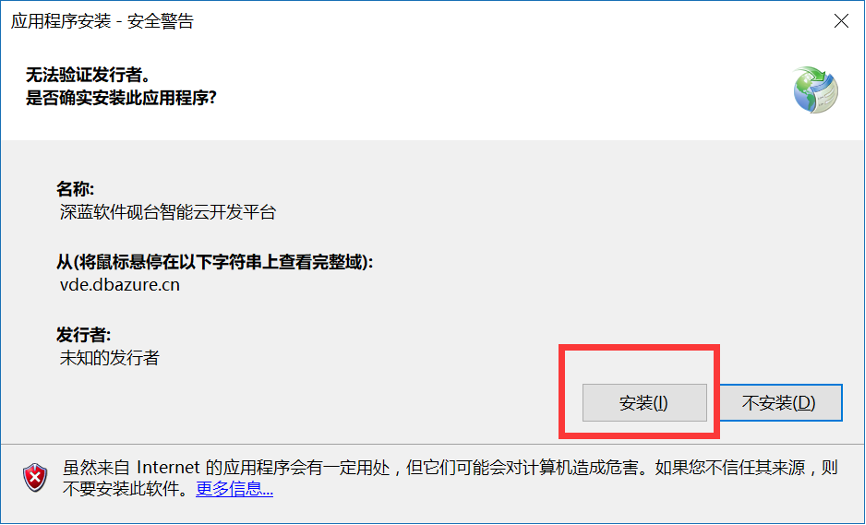 应用程序安装 - 安全警告
无法验证发行者。
是否确实安装此应用程序?
名称:
深蓝软件砚台智能云开发平台
从(将鼠标悬停在以下字符串上查看完整域):
vde.dbazure.cn
发行者:
未知的发行者
安装(I) 不安装(D)
虽然来自 Internet 的应用程序会有一定用处，但它们可能会对计算机造成危害。如果您不信任其来源，则
不要安装此软件。更多信息...